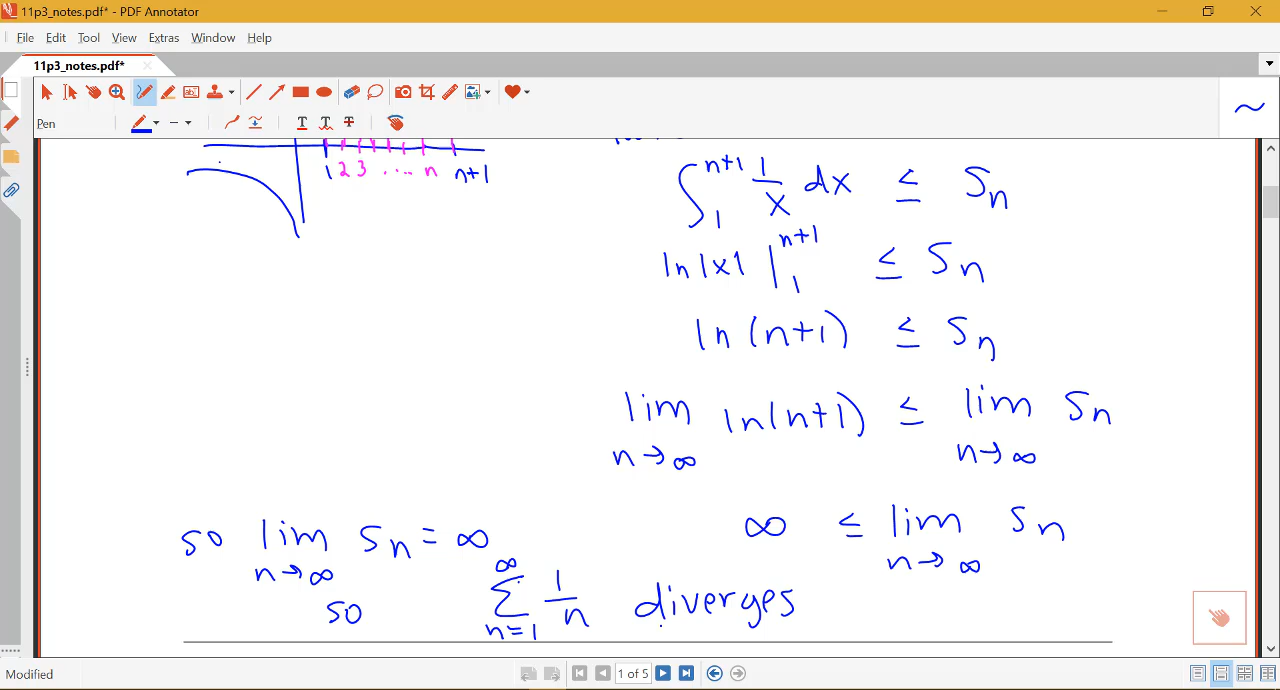 11p3_notes.pdf* - PDF Annotator
File Edit Tool View Extras Window Help
11p3_notes.pdf*
Pen
1 2 3 .... n n+1
∫₁ⁿ⁺¹ 1/x dx ≤ Sn
ln|x| |₁ⁿ⁺¹ ≤ Sn
ln(n+1) ≤ Sn
lim n→∞ ln(n+1) ≤ lim n→∞ Sn
∞ ≤ lim n→∞ Sn
so lim n→∞ Sn = ∞
so ∞ Σ n=1 1/n diverges
Modified
1 of 5